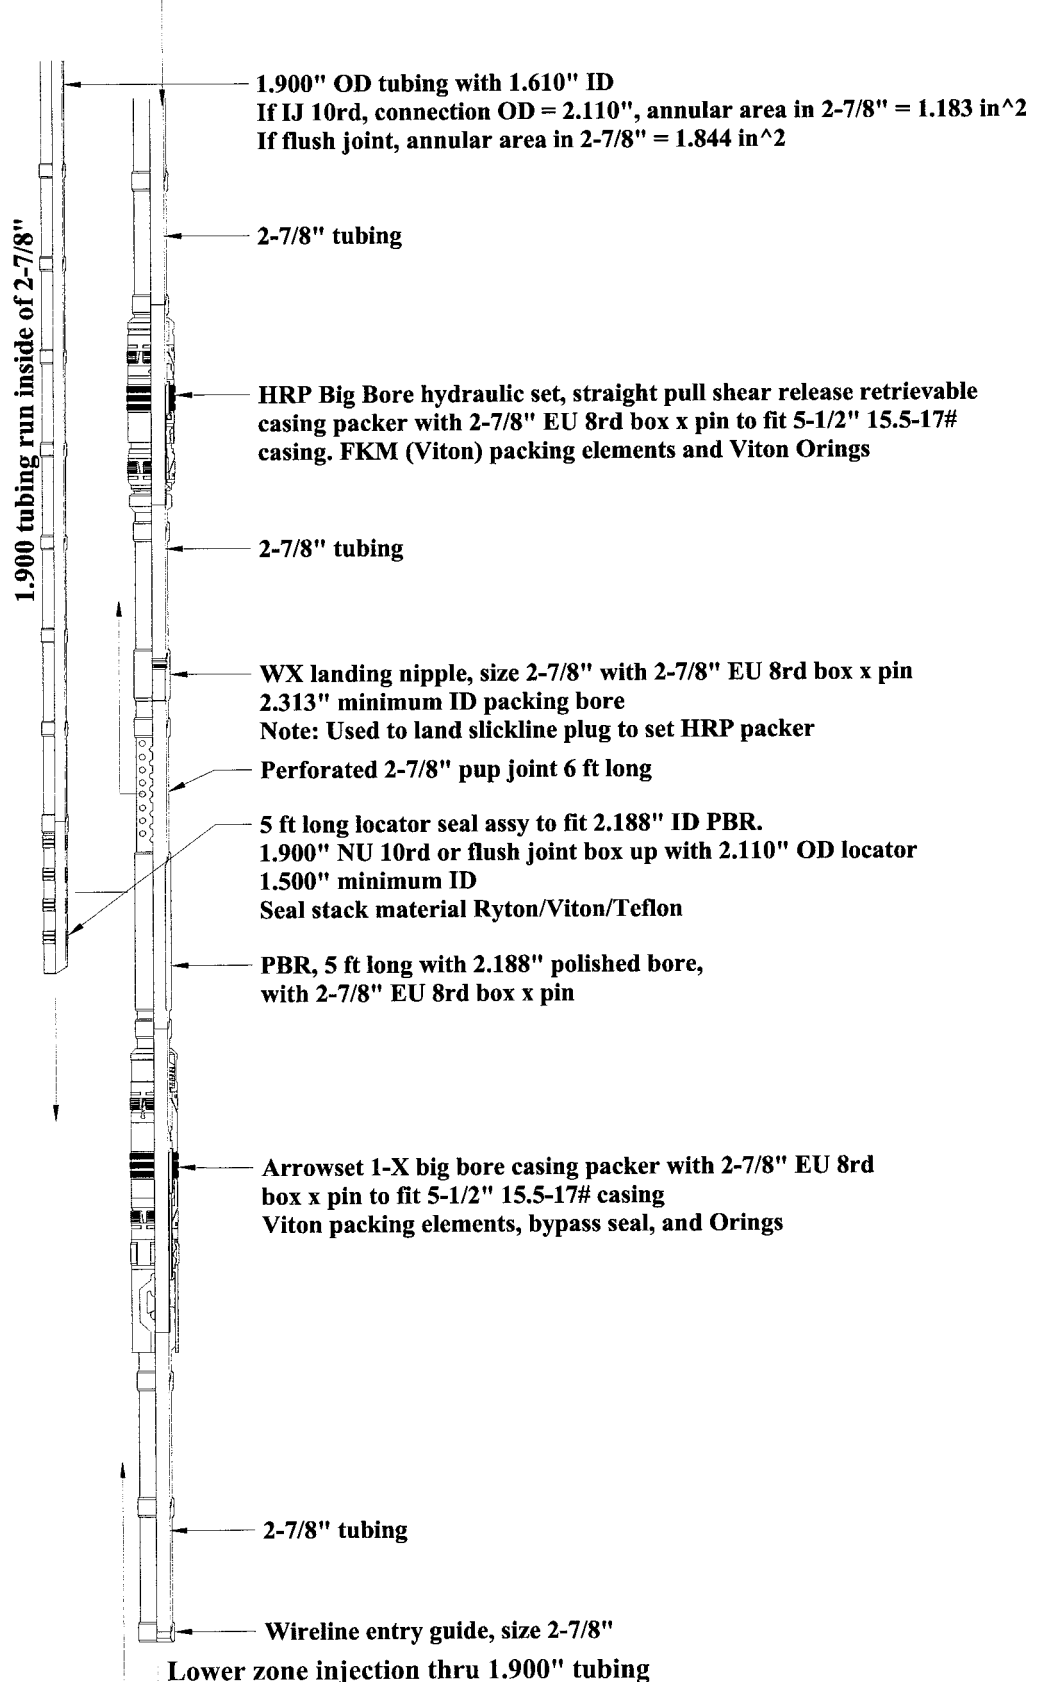 1.900" OD tubing with 1.610" ID
If IJ 10rd, connection OD = 2.110", annular area in 2-7/8" = 1.183 in^2
If flush joint, annular area in 2-7/8" = 1.844 in^2
1.900 tubing run inside of 2-7/8"
2-7/8" tubing
HRP Big Bore hydraulic set, straight pull shear release retrievable
casing packer with 2-7/8" EU 8rd box x pin to fit 5-1/2" 15.5-17#
casing. FKM (Viton) packing elements and Viton Orings
2-7/8" tubing
WX landing nipple, size 2-7/8" with 2-7/8" EU 8rd box x pin
2.313" minimum ID packing bore
Note: Used to land slickline plug to set HRP packer
Perforated 2-7/8" pup joint 6 ft long
5 ft long locator seal assy to fit 2.188" ID PBR.
1.900" NU 10rd or flush joint box up with 2.110" OD locator
1.500" minimum ID
Seal stack material Ryton/Viton/Teflon
PBR, 5 ft long with 2.188" polished bore,
with 2-7/8" EU 8rd box x pin
Arrowset 1-X big bore casing packer with 2-7/8" EU 8rd
box x pin to fit 5-1/2" 15.5-17# casing
Viton packing elements, bypass seal, and Orings
2-7/8" tubing
Wireline entry guide, size 2-7/8"
Lower zone injection thru 1.900" tubing